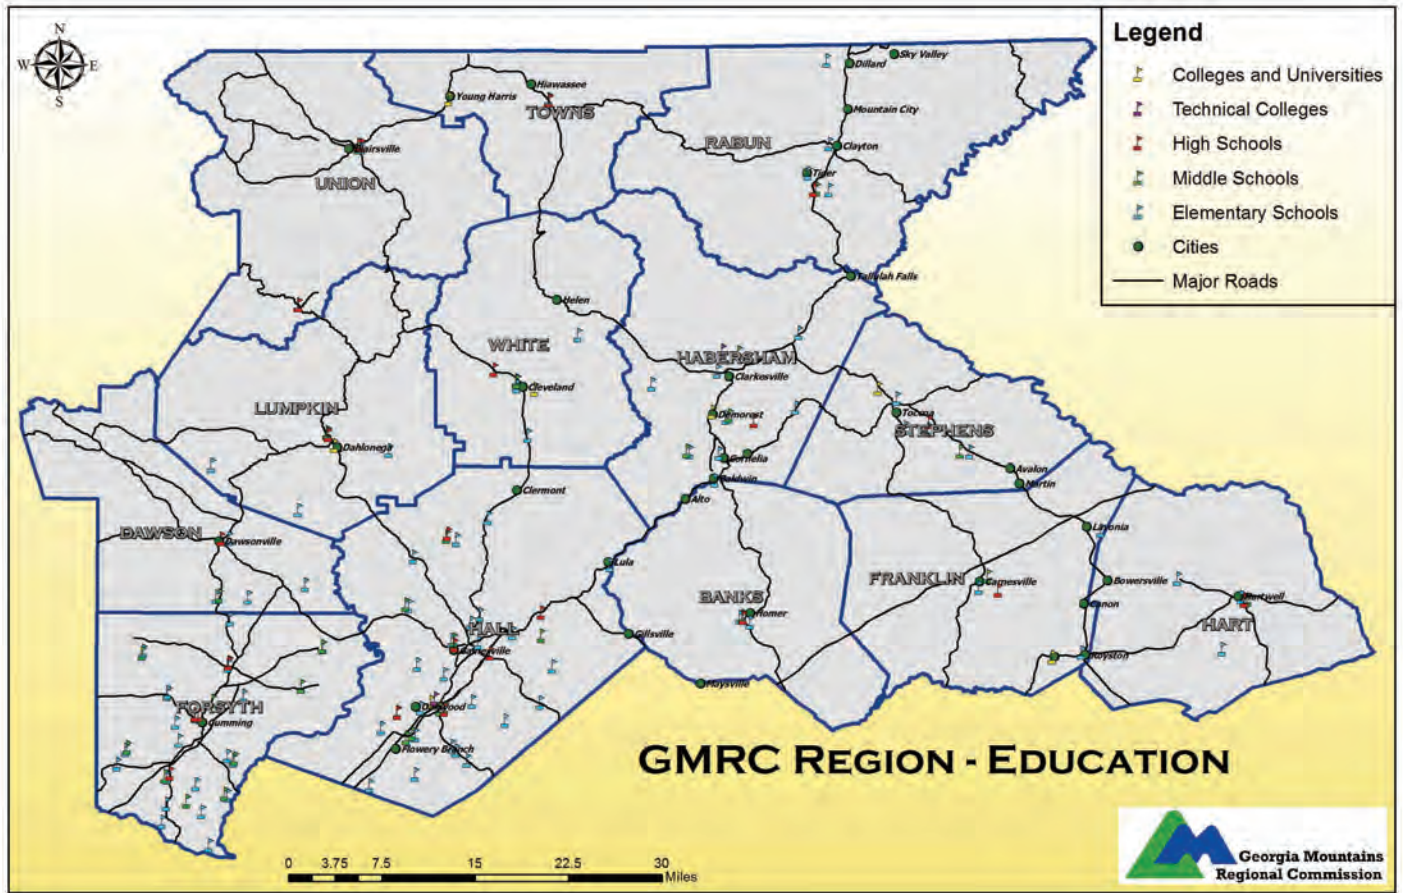 N
W E
S
Legend
Colleges and Universities
Technical Colleges
High Schools
Middle Schools
Elementary Schools
Cities
Major Roads
Sky Valley
Dillard
Hiawassee
Young Harris
TOWNS
Mountain City
RABUN
Clayton
Blairsville
Tiger
UNION
Tallulah Falls
Helen
WHITE
HABERSHAM
Clarkesville
Cleveland
LUMPKIN
Demorest
Toccoa
STEPHENS
Dahlonega
Cornelia
Avalon
Baldwin
Martin
Clermont
Alto
Lavonia
DAWSON
Dawsonville
Lula
FRANKLIN
Carnesville
Bowersville
BANKS
Hartwell
Canon
Homer
HART
HALL
Gillsville
Gainesville
Royston
Maysville
FORSYTH
Oakwood
Cumming
Flowery Branch
GMRC REGION - EDUCATION
0 3.75 7.5 15 22.5 30
Miles
Georgia Mountains
Regional Commission